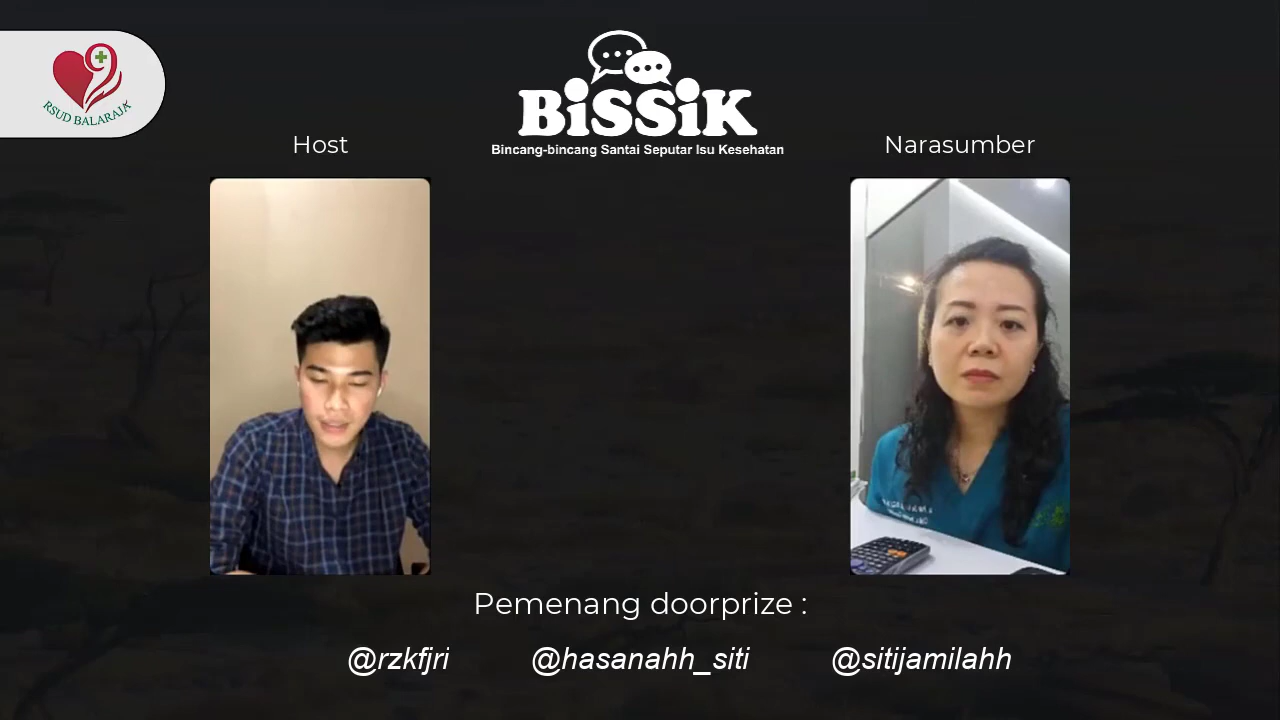 RSUD BALARAJA
BiSSiK
Bincang-bincang Santai Seputar Isu Kesehatan
Host
Narasumber
Pemenang doorprize :
@rzkfjri
@hasanahh_siti
@sitijamilahh